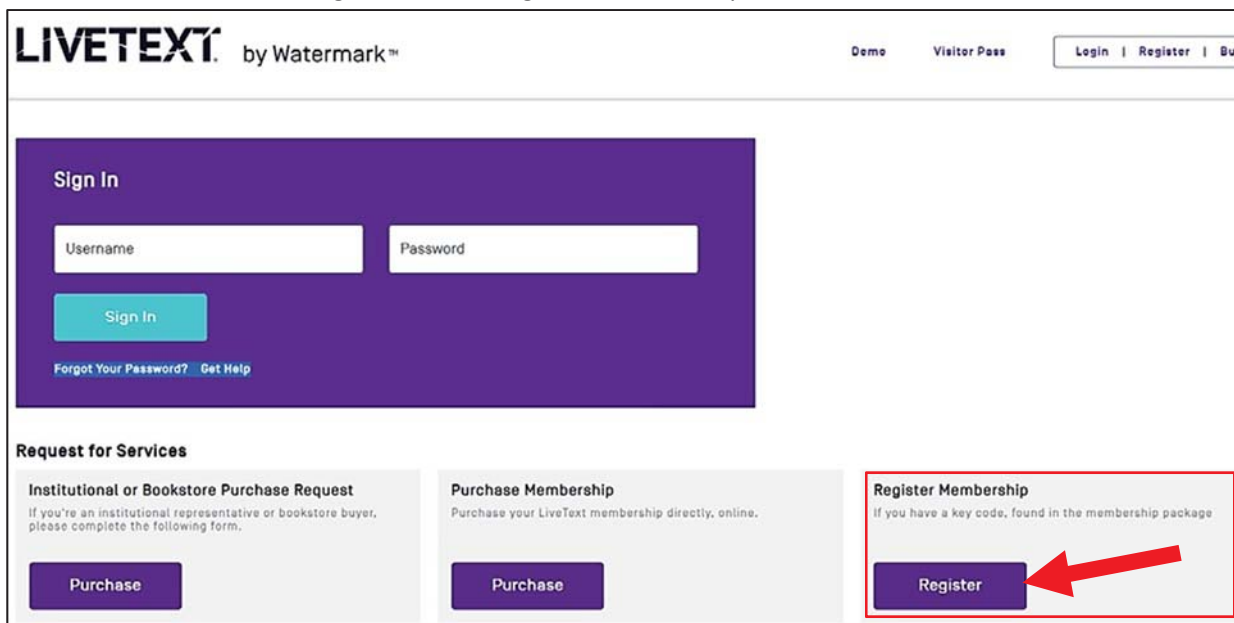 LIVETEXT. by Watermark™
Demo Visitor Pass Login | Register | Bu
Sign In
Username Password
Sign In
Forgot Your Password? Get Help
Request for Services
Institutional or Bookstore Purchase Request
If you're an institutional representative or bookstore buyer,
please complete the following form.
Purchase
Purchase Membership
Purchase your LiveText membership directly, online.
Purchase
Register Membership
If you have a key code, found in the membership package
Register